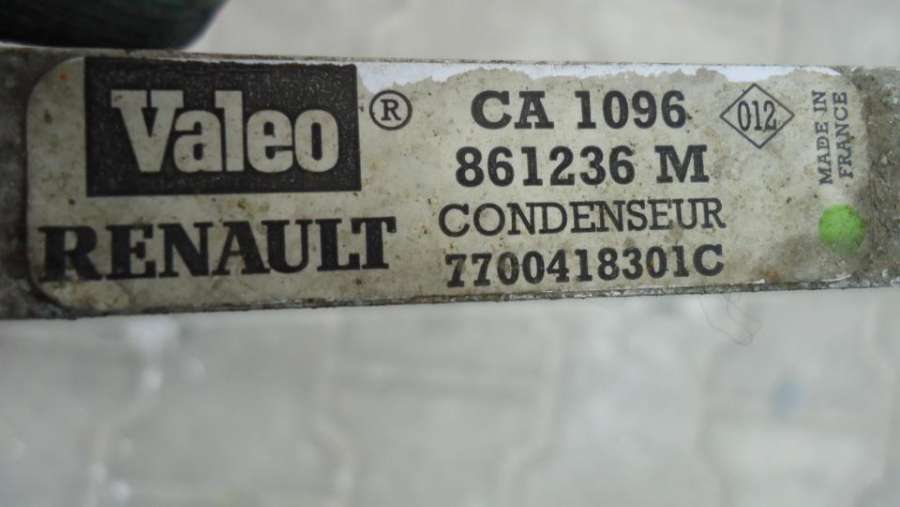 Valeo ®
RENAULT
CA 1096
861236 M
CONDENSEUR
7700418301C
012
MADE IN
FRANCE